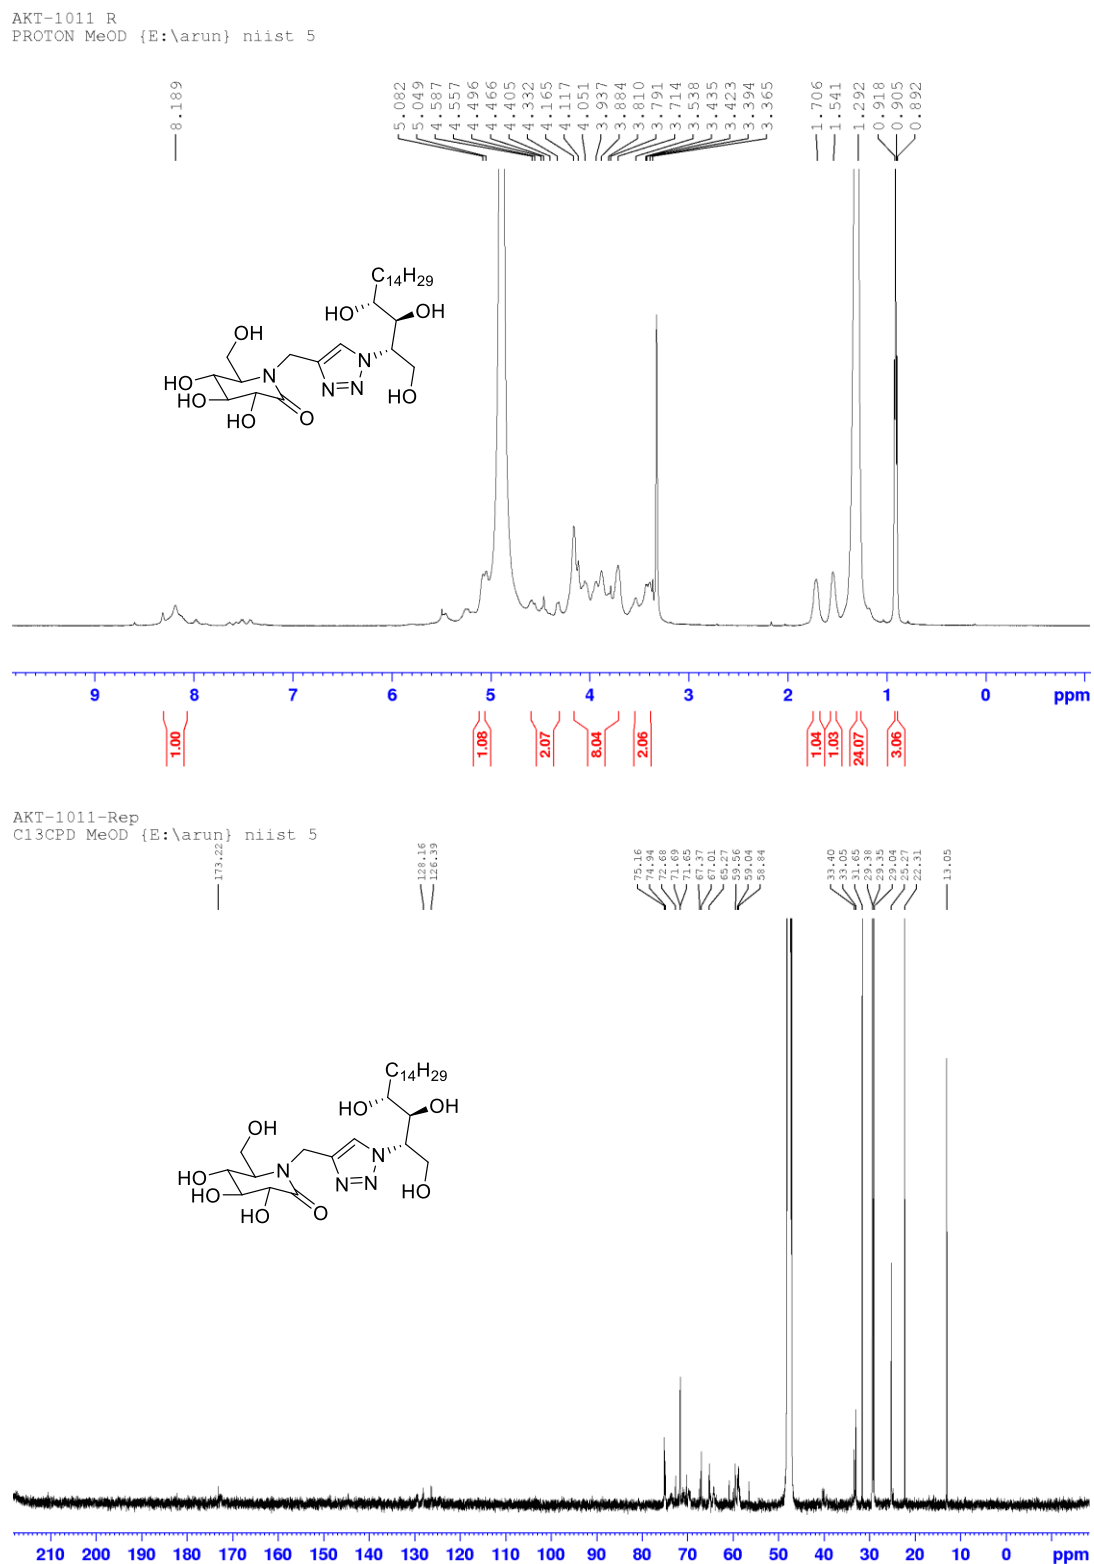 AKT-1011 R
PROTON MeOD {E:\arun} niist 5
8.189
5.082
5.049
4.587
4.557
4.496
4.466
4.405
4.332
4.165
4.117
4.051
3.937
3.884
3.810
3.791
3.714
3.538
3.435
3.423
3.394
3.365
1.706
1.541
1.292
0.918
0.905
0.892
C14H29
HO OH
OH
N N
HO
HO N=N HO
HO O
9 8 7 6 5 4 3 2 1 0 ppm
1.00 1.08 2.07 8.04 2.06 1.04 1.03 24.07 3.06
AKT-1011-Rep
C13CPD MeOD {E:\arun} niist 5
173.22
128.16
126.39
75.16
74.94
72.68
71.69
71.65
67.37
67.01
65.27
59.56
59.04
58.84
33.40
33.05
31.65
29.38
29.35
29.04
25.27
22.31
13.05
C14H29
HO OH
OH
N N
HO
HO N=N HO
HO O
210 200 190 180 170 160 150 140 130 120 110 100 90 80 70 60 50 40 30 20 10 0 ppm